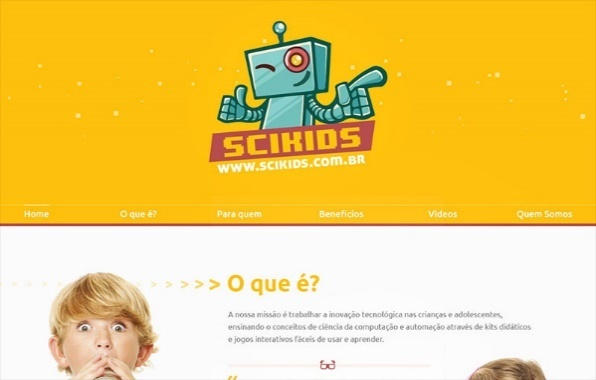 SCIKIDS
WWW.SCIKIDS.COM.BR
Home O que é? Para quem Benefícios Vídeos Quem Somos
> > > > > > O que é?
A nossa missão é trabalhar a inovação tecnológica nas crianças e adolescentes,
ensinando o conceitos de ciência da computação e automação através de kits didáticos
e jogos interativos fáceis de usar e aprender.